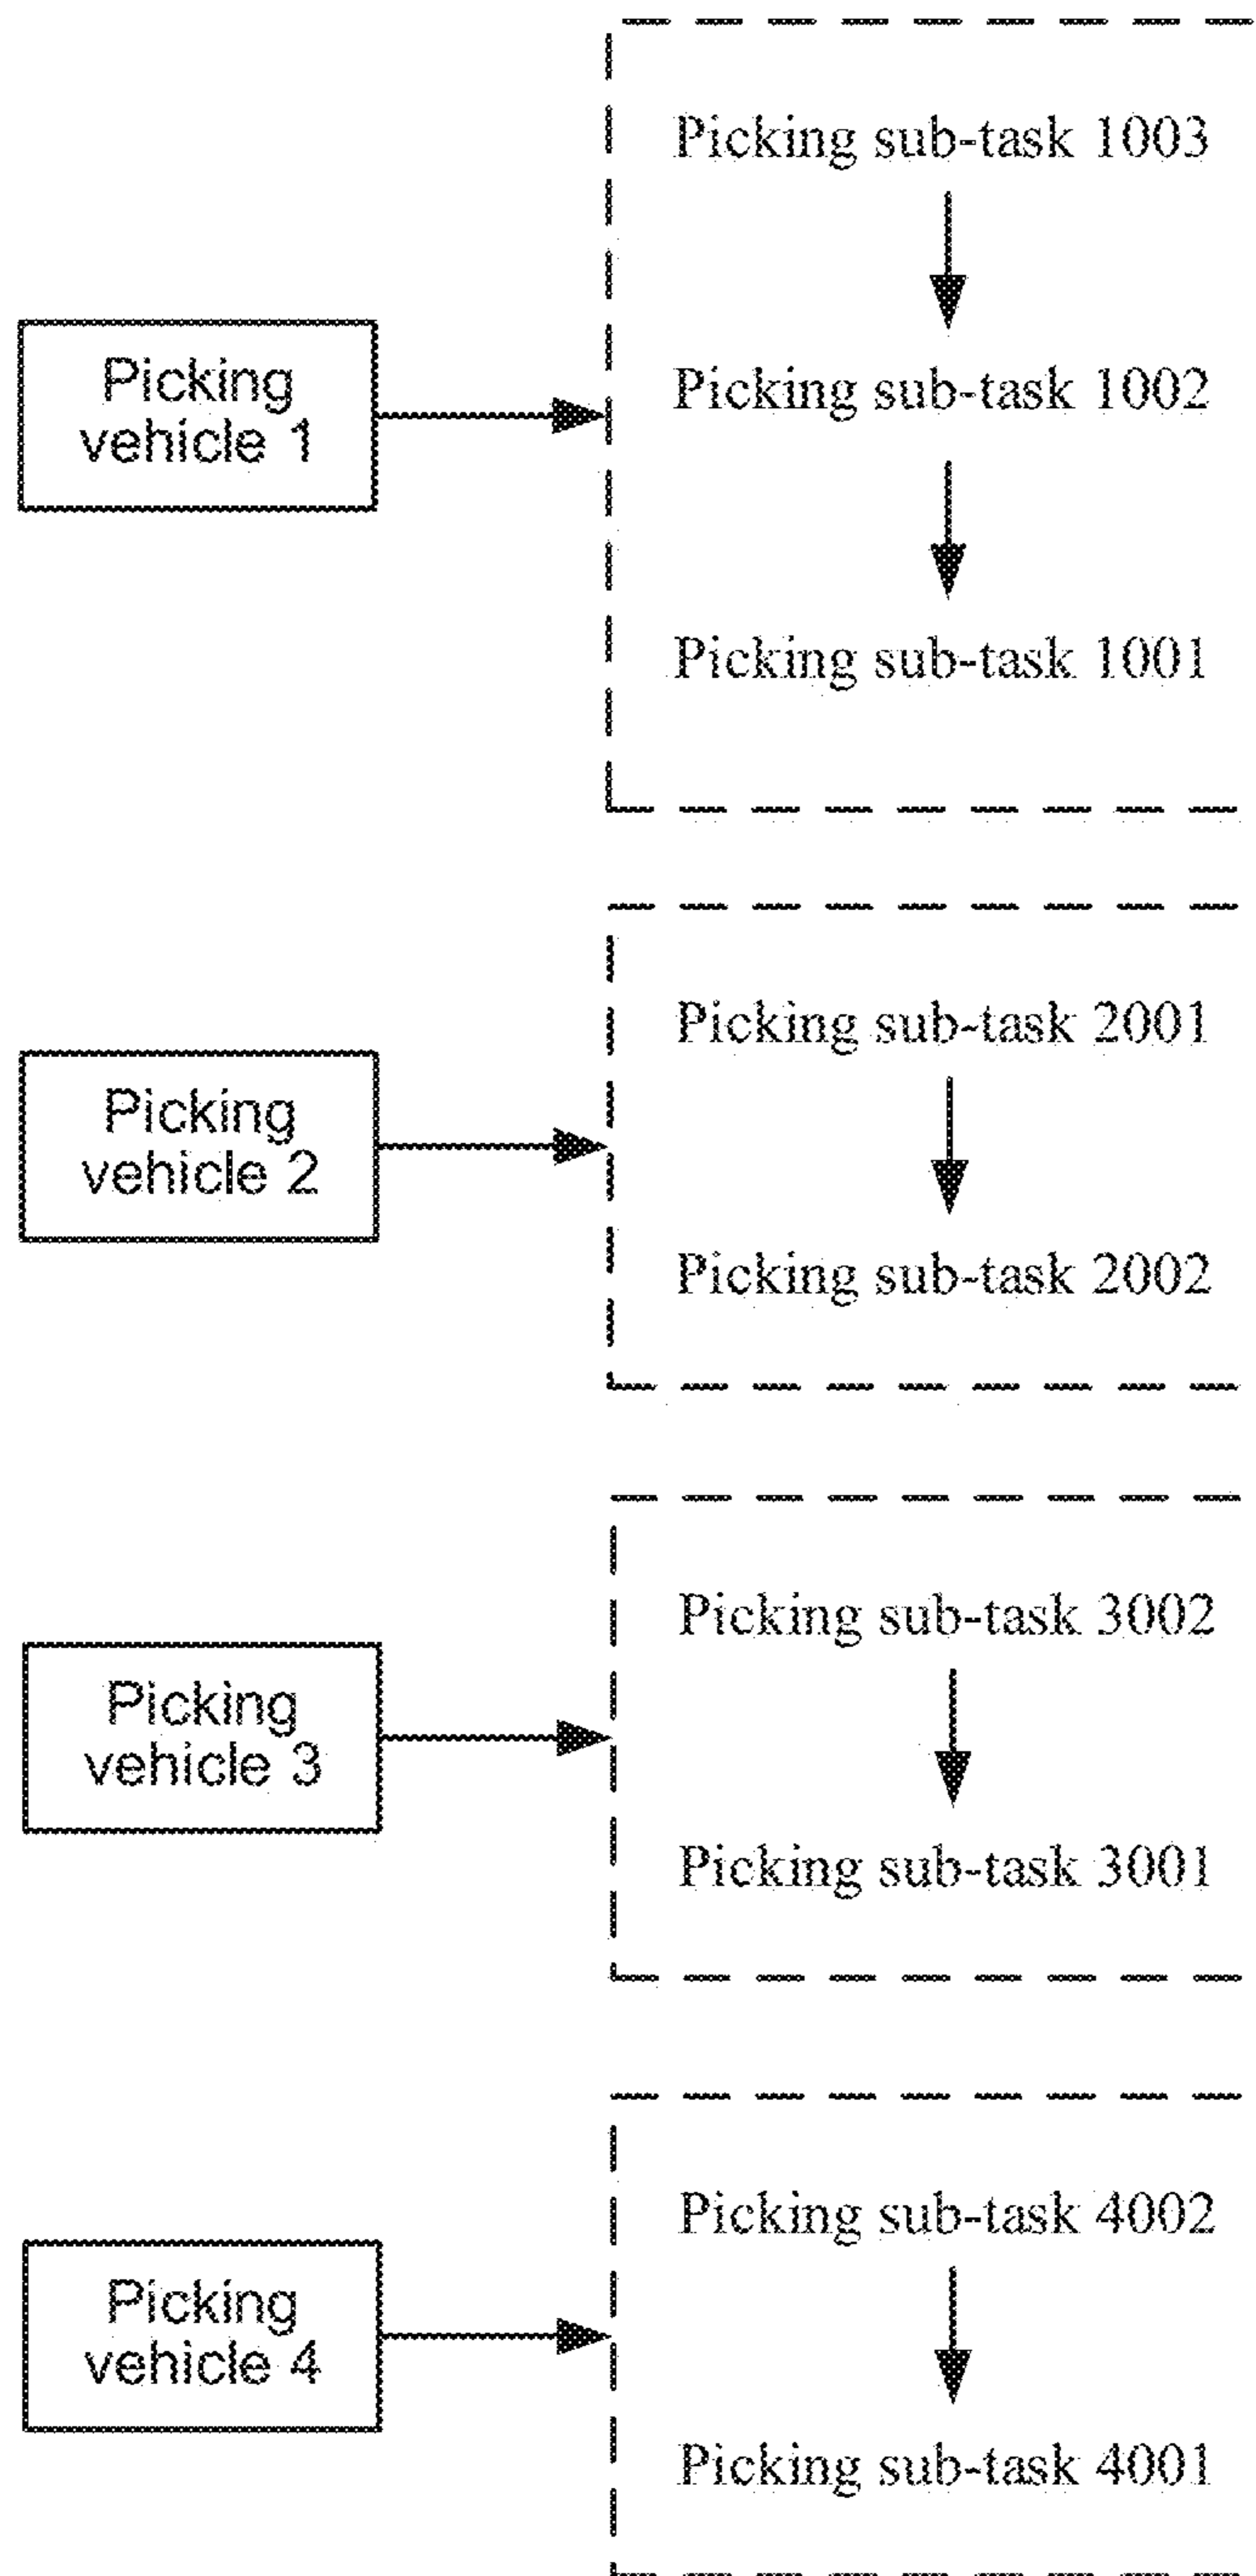 Picking sub-task 1003
Picking
vehicle 1
Picking sub-task 1002
Picking sub-task 1001
Picking sub-task 2001
Picking
vehicle 2
Picking sub-task 2002
Picking sub-task 3002
Picking
vehicle 3
Picking sub-task 3001
Picking sub-task 4002
Picking
vehicle 4
Picking sub-task 4001